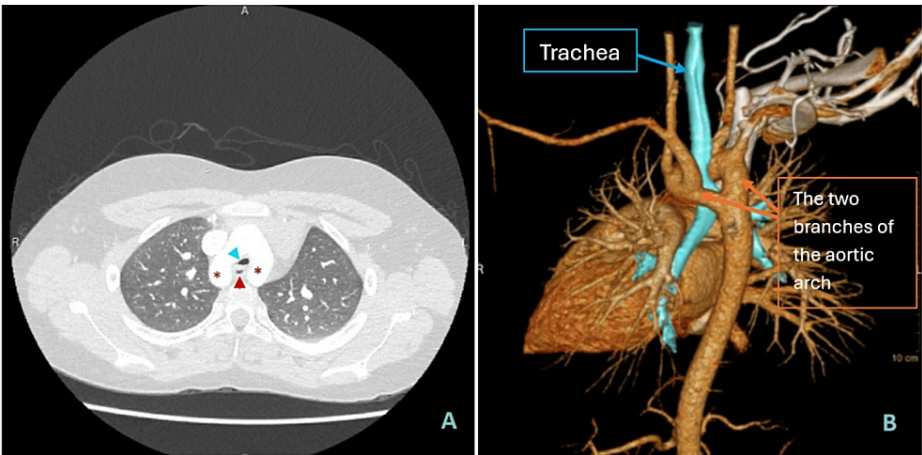 A
R
L
A
Trachea
The two
branches of
the aortic
arch
R
10 cm
B